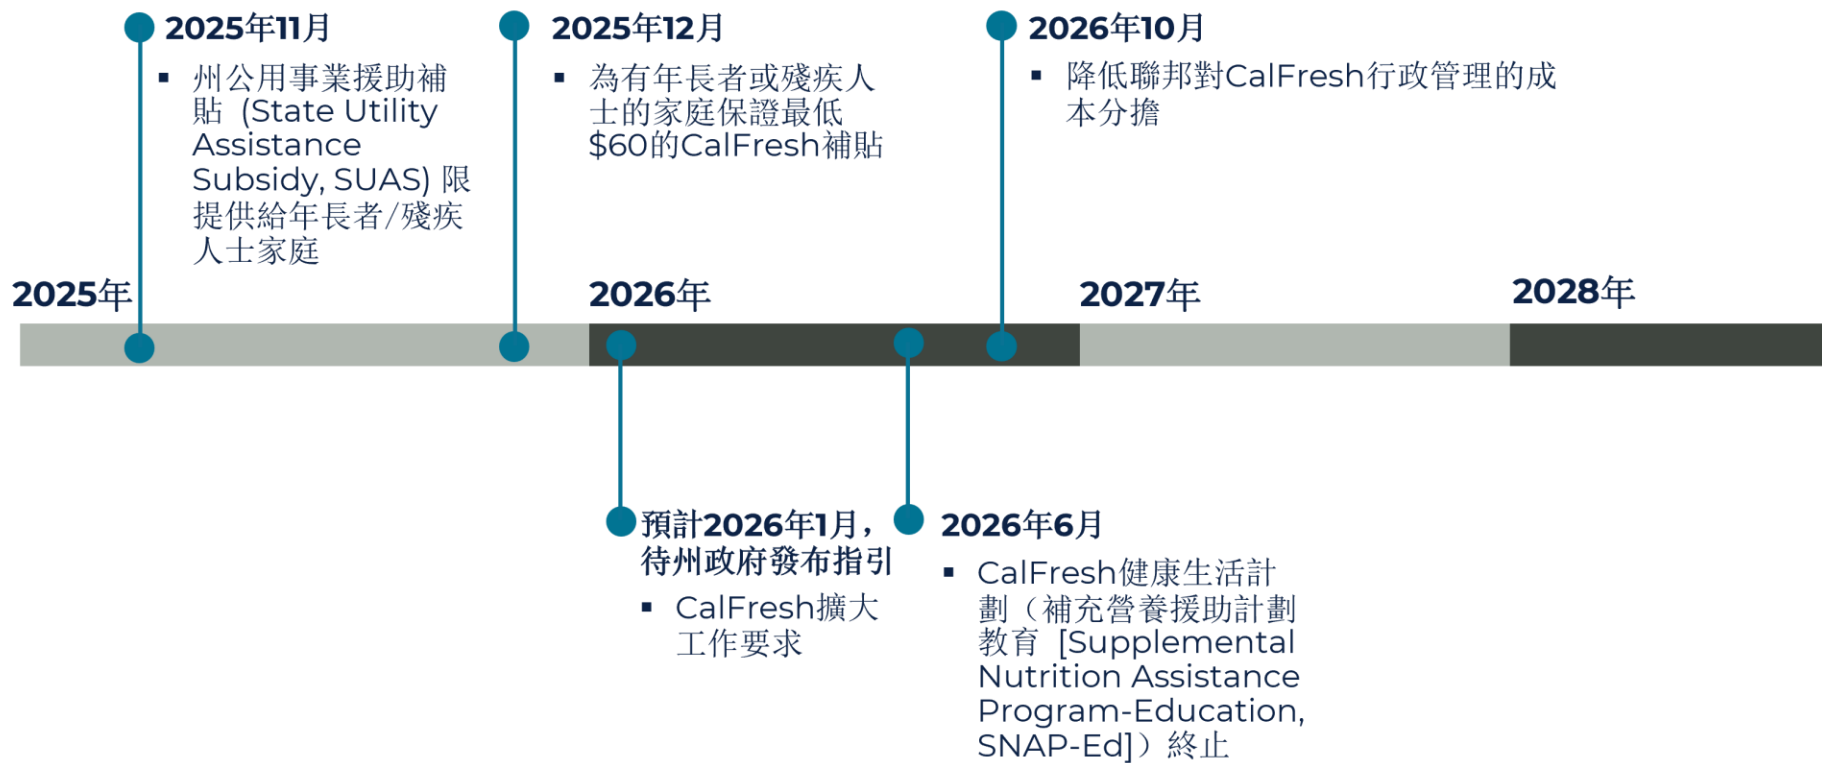 2025年11月
▪ 州公用事業援助補
貼 (State Utility
Assistance
Subsidy, SUAS) 限
提供給年長者/殘疾
人士家庭
2025年12月
▪ 為有年長者或殘疾人
士的家庭保證最低
$60的CalFresh補貼
2026年10月
▪ 降低聯邦對CalFresh行政管理的成
本分擔
2025年
2026年
2027年
2028年
預計2026年1月，
待州政府發布指引
▪ CalFresh擴大
工作要求
2026年6月
▪ CalFresh健康生活計
劃（補充營養援助計劃
教育 [Supplemental
Nutrition Assistance
Program-Education,
SNAP-Ed]）終止